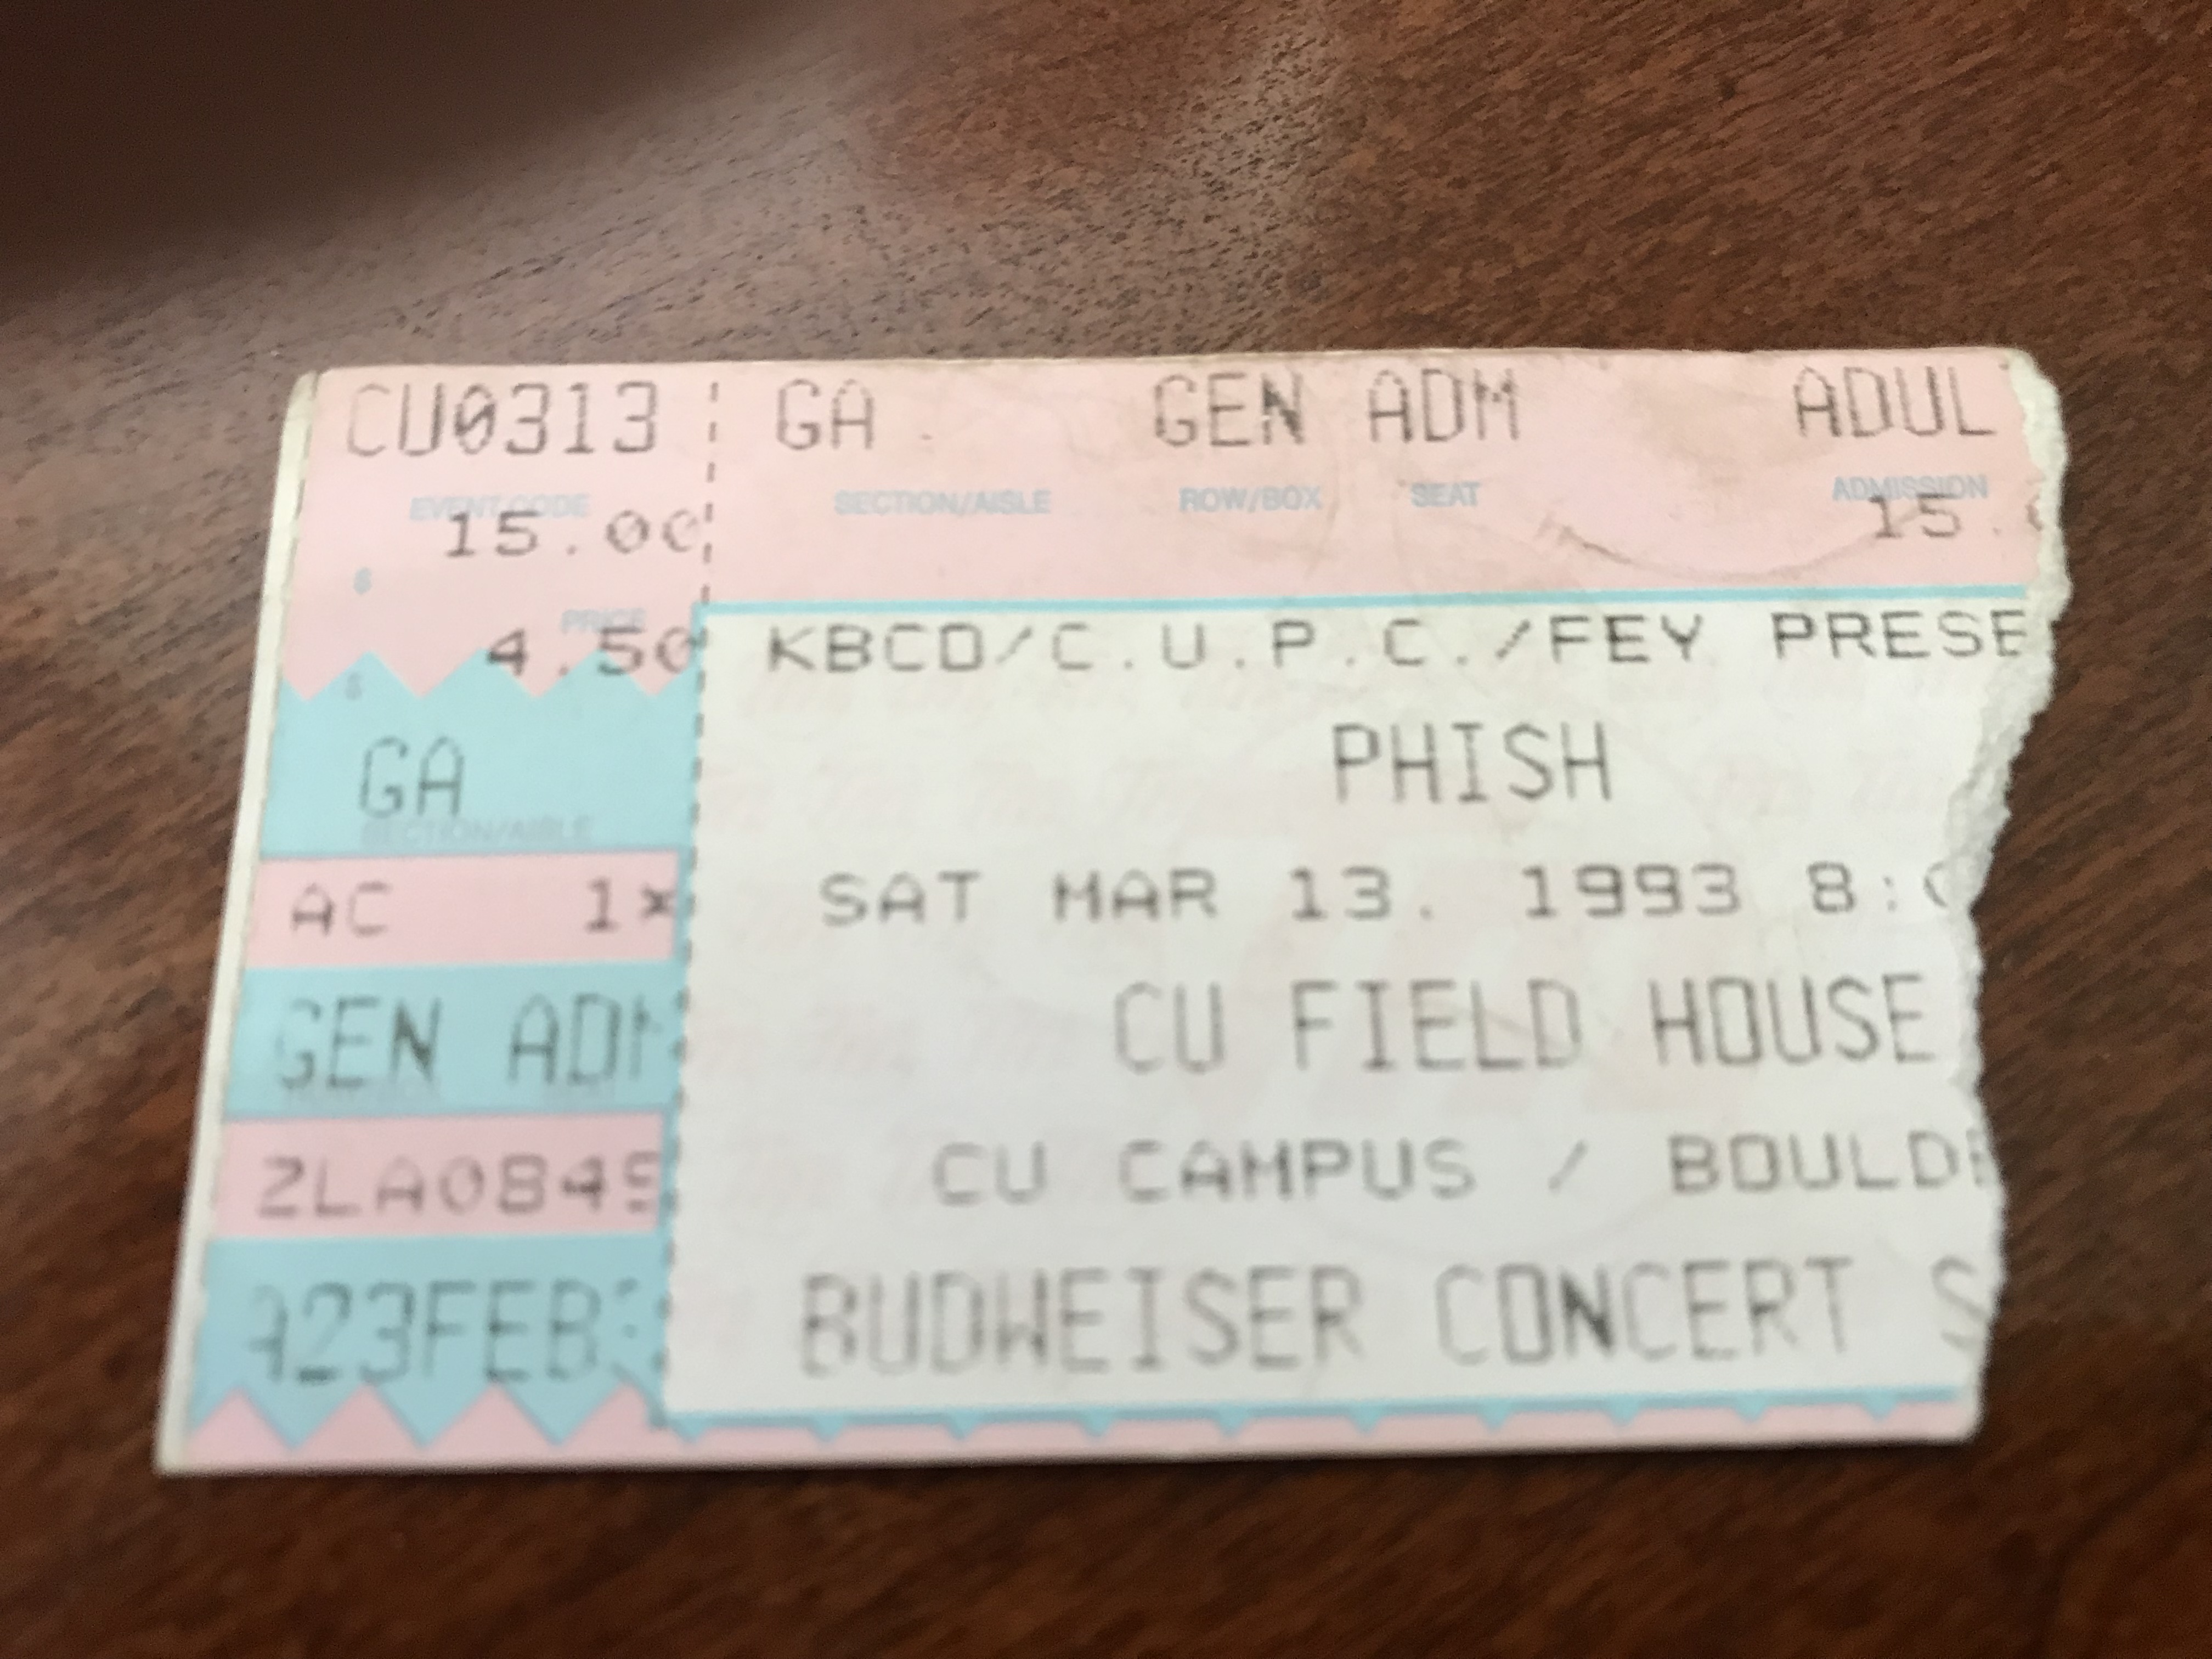 CU0313 GA GEN ADM ADUL
EVENT CODE SECTION/AISLE ROW/BOX SEAT ADMISSION
15.00 15.
$
PRICE
4.50 KBCO/C.U.P.C./FEY PRESE
$
PHISH
GA
SECTION/AISLE
AC 1x SAT MAR 13. 1993 8:0
GEN ADM CU FIELD HOUSE
ZLA0849 CU CAMPUS / BOULDE
A23FEB BUDWEISER CONCERT S